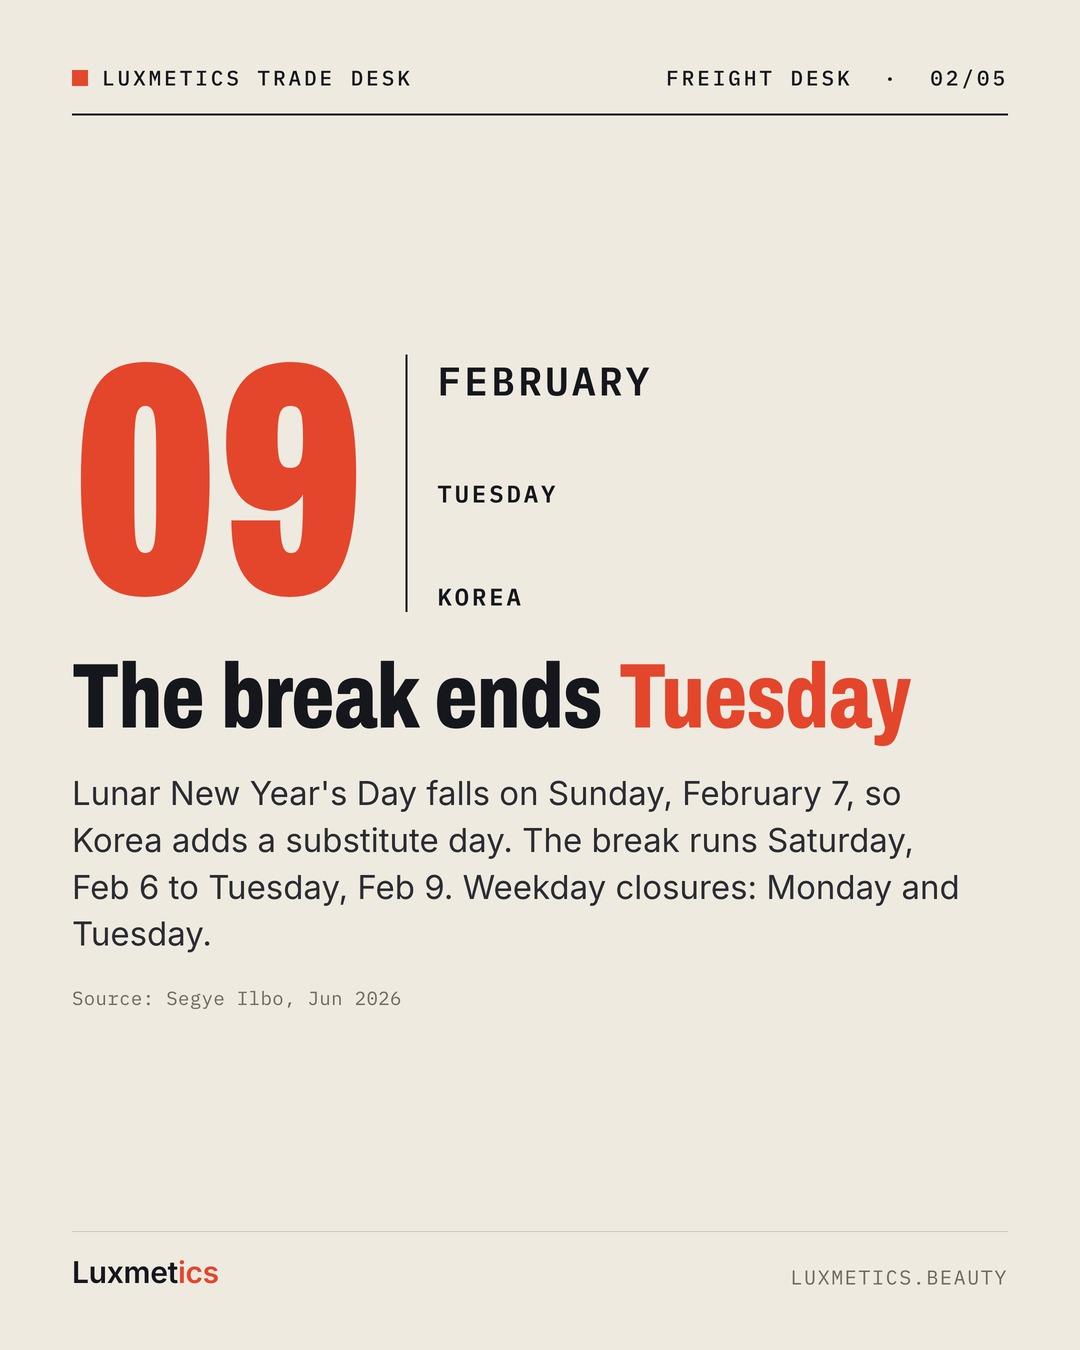 LUXMETICS TRADE DESK
FREIGHT DESK · 02/05
09
FEBRUARY
TUESDAY
KOREA
The break ends Tuesday
Lunar New Year's Day falls on Sunday, February 7, so
Korea adds a substitute day. The break runs Saturday,
Feb 6 to Tuesday, Feb 9. Weekday closures: Monday and
Tuesday.
Source: Segye Ilbo, Jun 2026
Luxmetics
LUXMETICS.BEAUTY